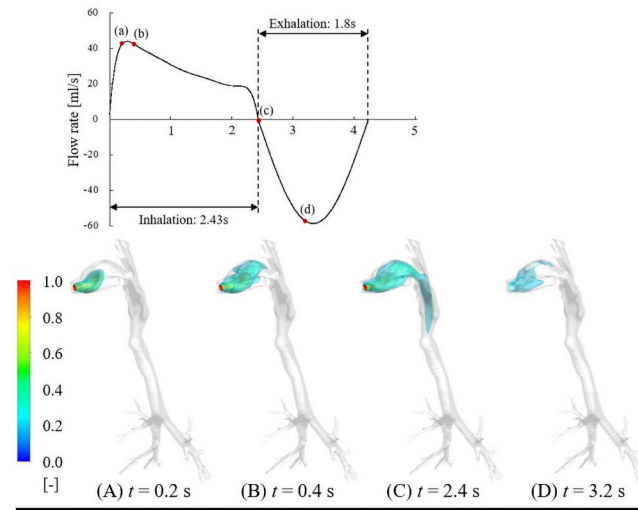 Exhalation: 1.8s
(a) (b)
60
40
20
0
-20
-40
-60
Flow rate [ml/s]
(c)
1 2 3 4 5
(d)
Inhalation: 2.43s
1.0
0.8
0.6
0.4
0.2
0.0
[-]
(A) t = 0.2 s (B) t = 0.4 s (C) t = 2.4 s (D) t = 3.2 s